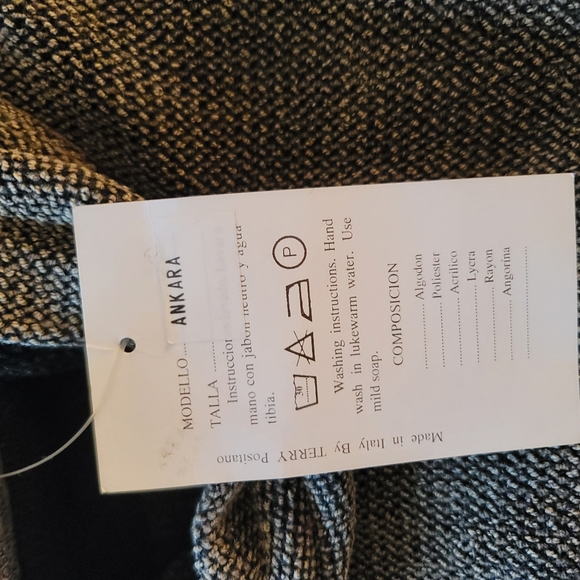 MODELLO ... ANKARA
TALLA ..........
mano con jabon neutro y agua
tibia.
30
P
Washing instructions. Hand
wash in lukewarm water. Use
mild soap.
COMPOSICION
.................... Algodon
.................... Poliester
.................... Acrilico
.................... Lycra
.................... Rayon
.................... Angorina
....................
Made in Italy By TERRY Positano